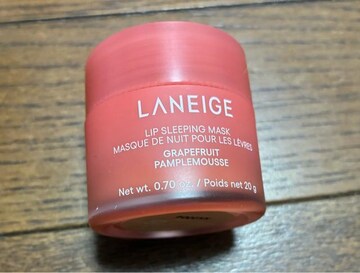 LANEIGE
LIP SLEEPING MASK
MASQUE DE NUIT POUR LES LÈVRES
GRAPEFRUIT
PAMPLEMOUSSE
Net wt. 0.70 / Poids net 20 g